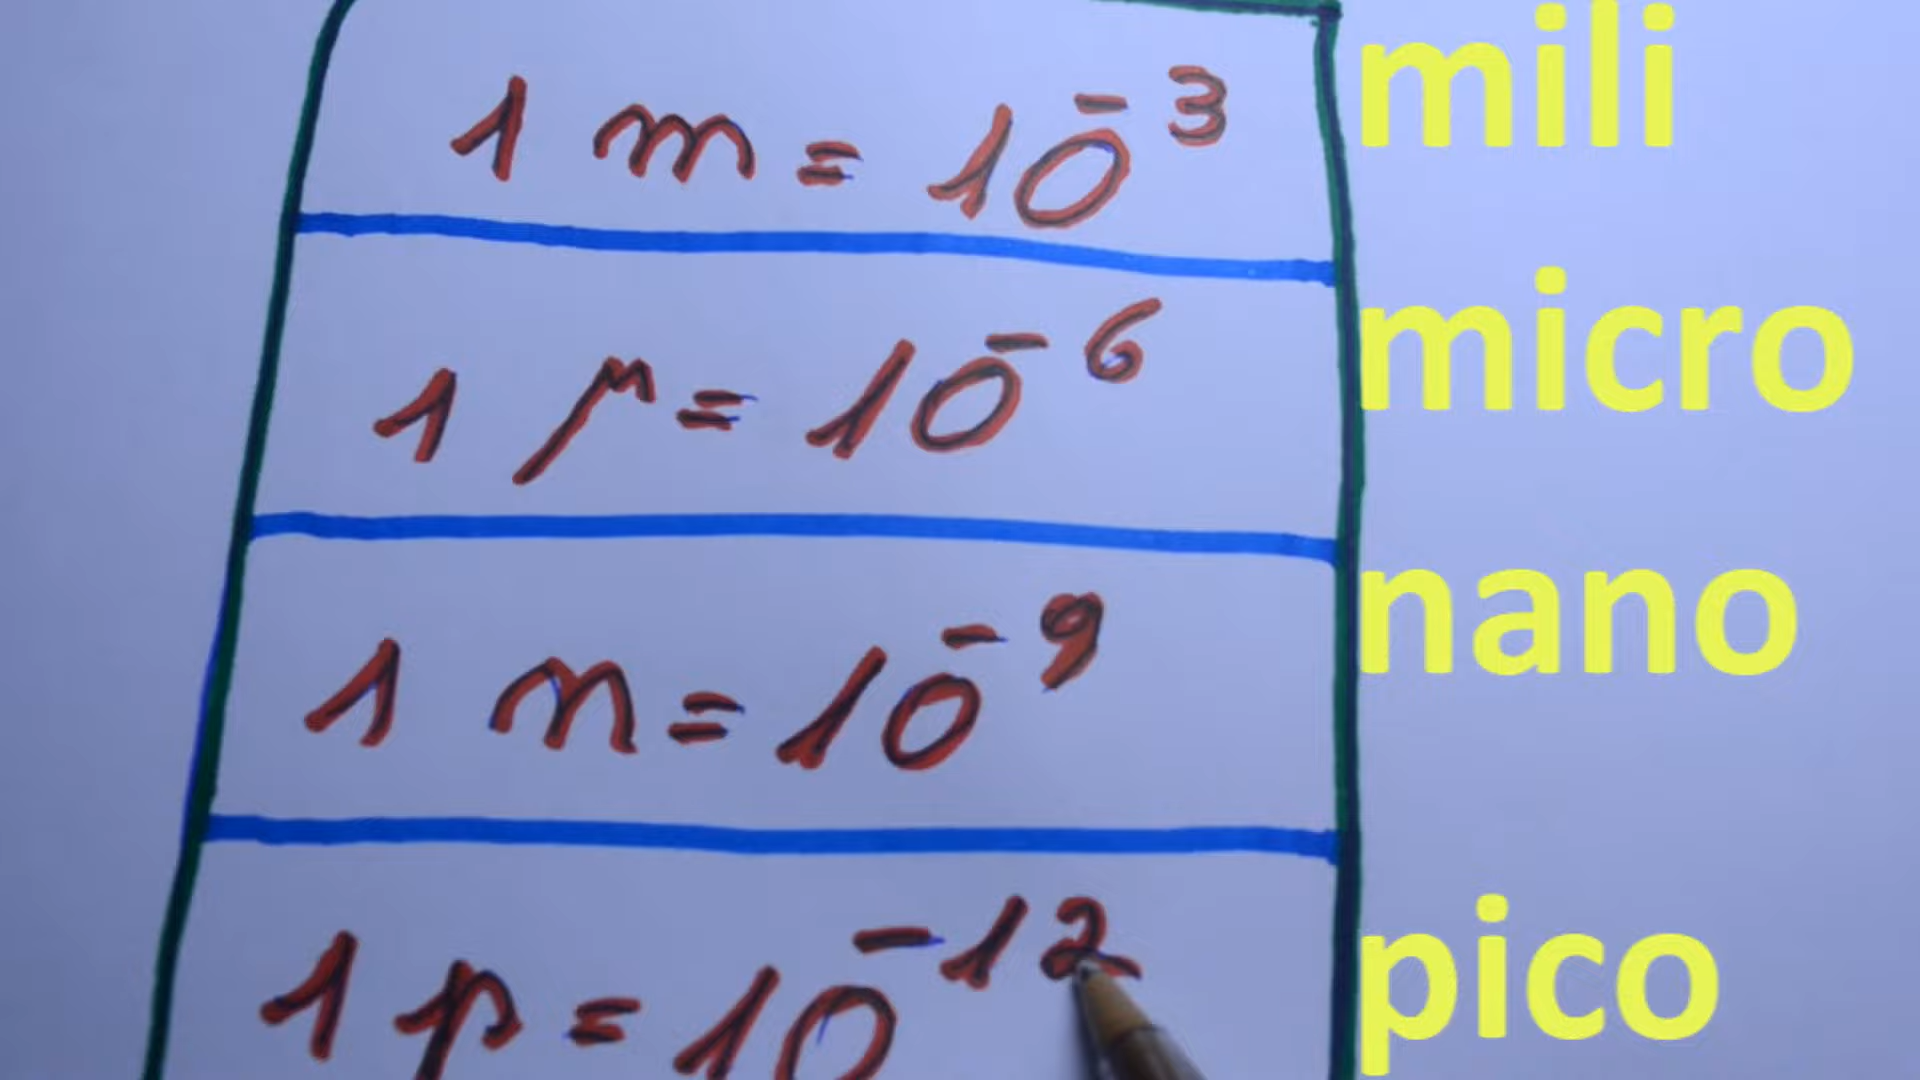 1 m = 10⁻³ mili
1 μ = 10⁻⁶ micro
1 n = 10⁻⁹ nano
1 p = 10⁻¹² pico